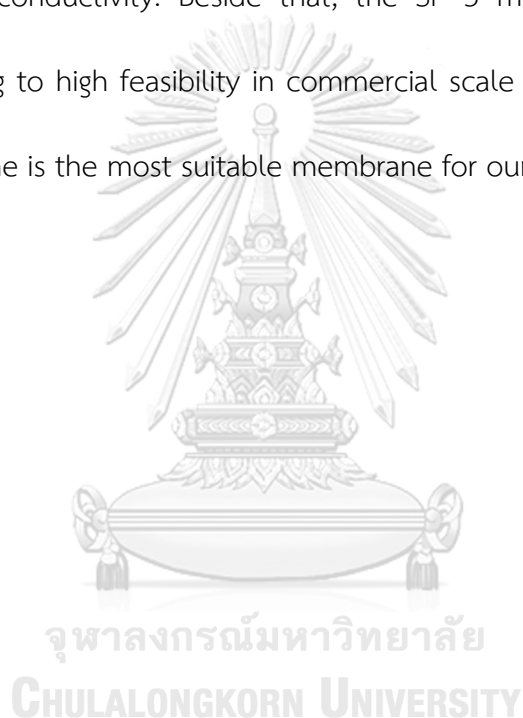 conductivity. Beside that, the SP 3 m
g to high feasibility in commercial scale
ne is the most suitable membrane for our
จุฬาลงกรณ์มหาวิทยาลัย
CHULALONGKORN UNIVERSITY